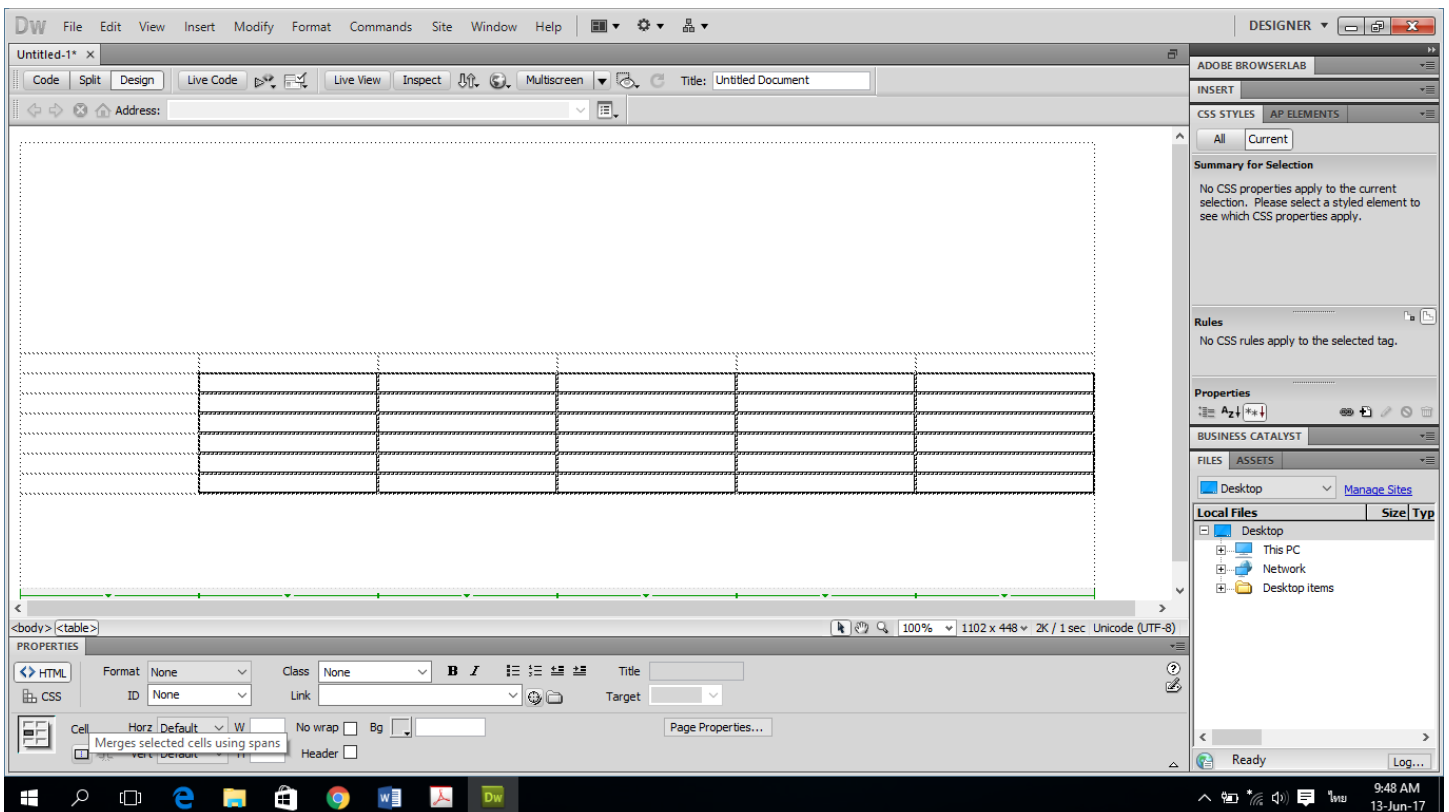 DW File Edit View Insert Modify Format Commands Site Window Help DESIGNER
Untitled-1* ×
Code Split Design Live Code Live View Inspect Multiscreen Title: Untitled Document
Address:
ADOBE BROWSERLAB
INSERT
CSS STYLES AP ELEMENTS
All Current
Summary for Selection
No CSS properties apply to the current
selection. Please select a styled element to
see which CSS properties apply.
Rules
No CSS rules apply to the selected tag.
Properties
BUSINESS CATALYST
FILES ASSETS
Desktop Manage Sites
Local Files Size Typ
Desktop
This PC
Network
Desktop items
Ready Log...
<body> <table> 100% 1102 x 448 2K / 1 sec Unicode (UTF-8)
PROPERTIES
<> HTML Format None Class None B I Title
CSS ID None Link Target
Cell Horz Default W No wrap Bg Page Properties...
Merges selected cells using spans
Vert Default H Header
Dw ไทย 9:48 AM
13-Jun-17